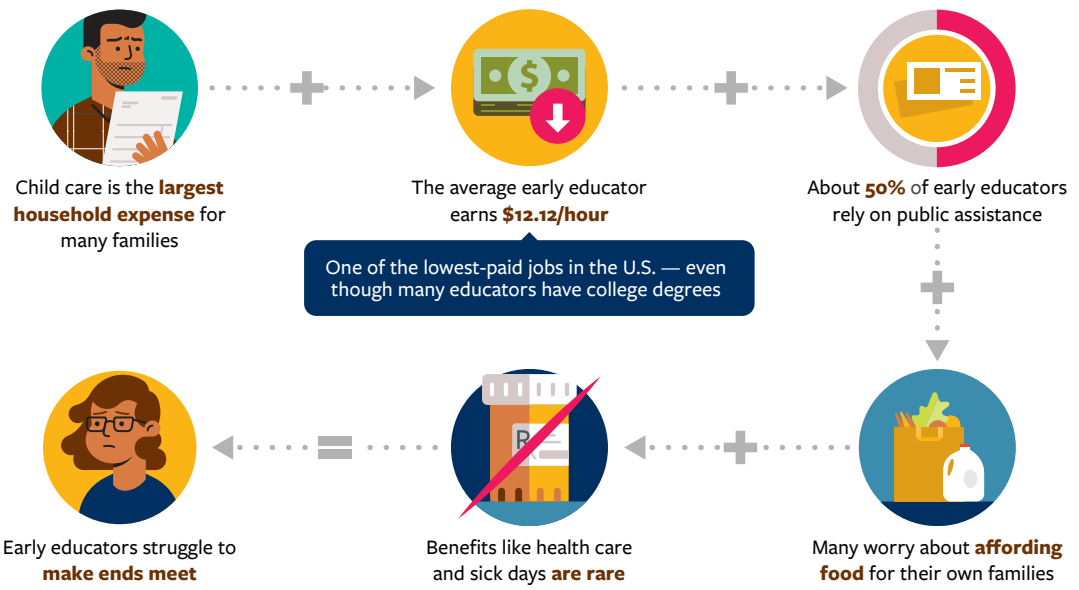 Child care is the largest
household expense for
many families
The average early educator
earns $12.12/hour
One of the lowest-paid jobs in the U.S. — even
though many educators have college degrees
About 50% of early educators
rely on public assistance
Many worry about affording
food for their own families
R
Benefits like health care
and sick days are rare
Early educators struggle to
make ends meet